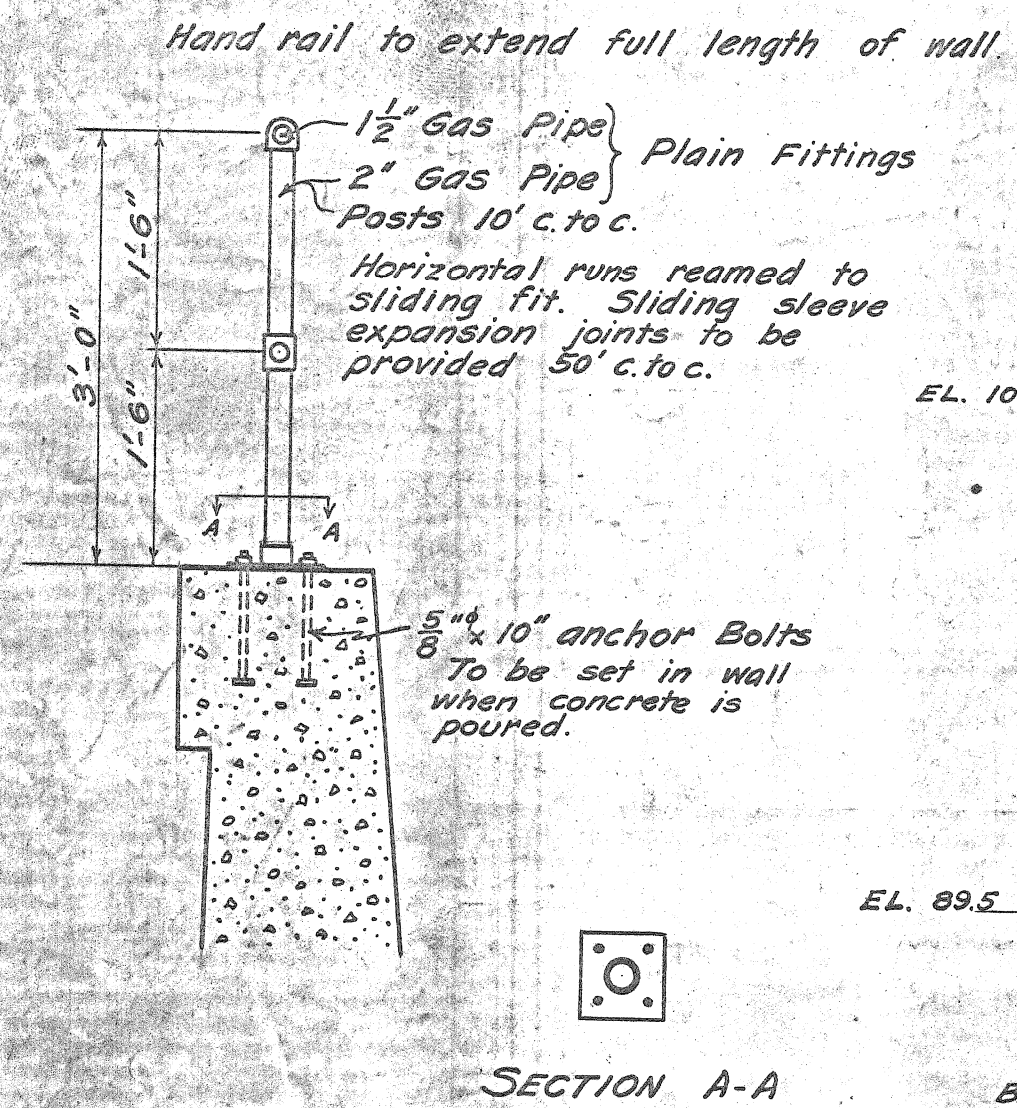 Hand rail to extend full length of wall.
1 1/2" Gas Pipe
2" Gas Pipe
Plain Fittings
Posts 10' c. to c.
Horizontal runs reamed to
sliding fit. Sliding sleeve
expansion joints to be
provided 50' c. to c.
3'-0"
1'-6"
1'-6"
EL. 10
A A
5/8"ϕ x 10" anchor Bolts
To be set in wall
when concrete is
poured.
EL. 89.5
SECTION A-A
B